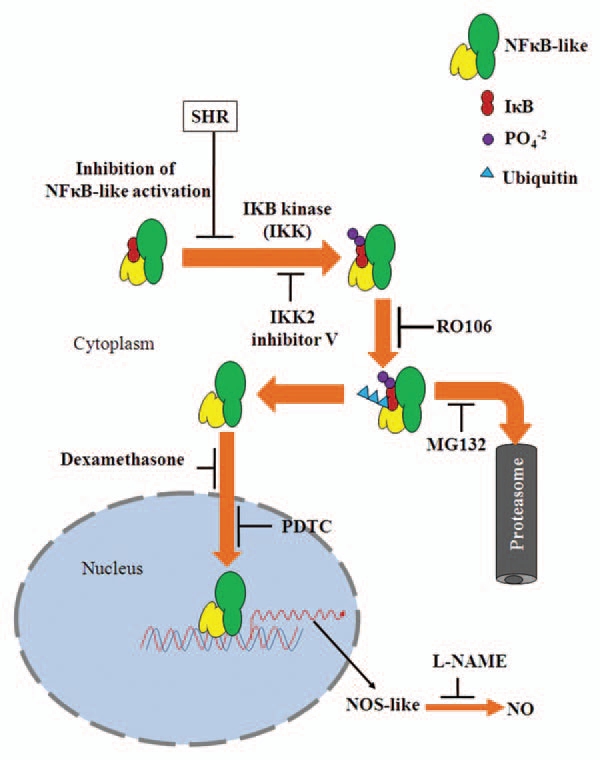 NFκB-like
IκB
PO4-2
Ubiquitin
SHR
Inhibition of
NFκB-like activation
IKB kinase
(IKK)
IKK2
inhibitor V
RO106
Cytoplasm
MG132
Dexamethasone
Proteasome
PDTC
Nucleus
L-NAME
NOS-like
NO